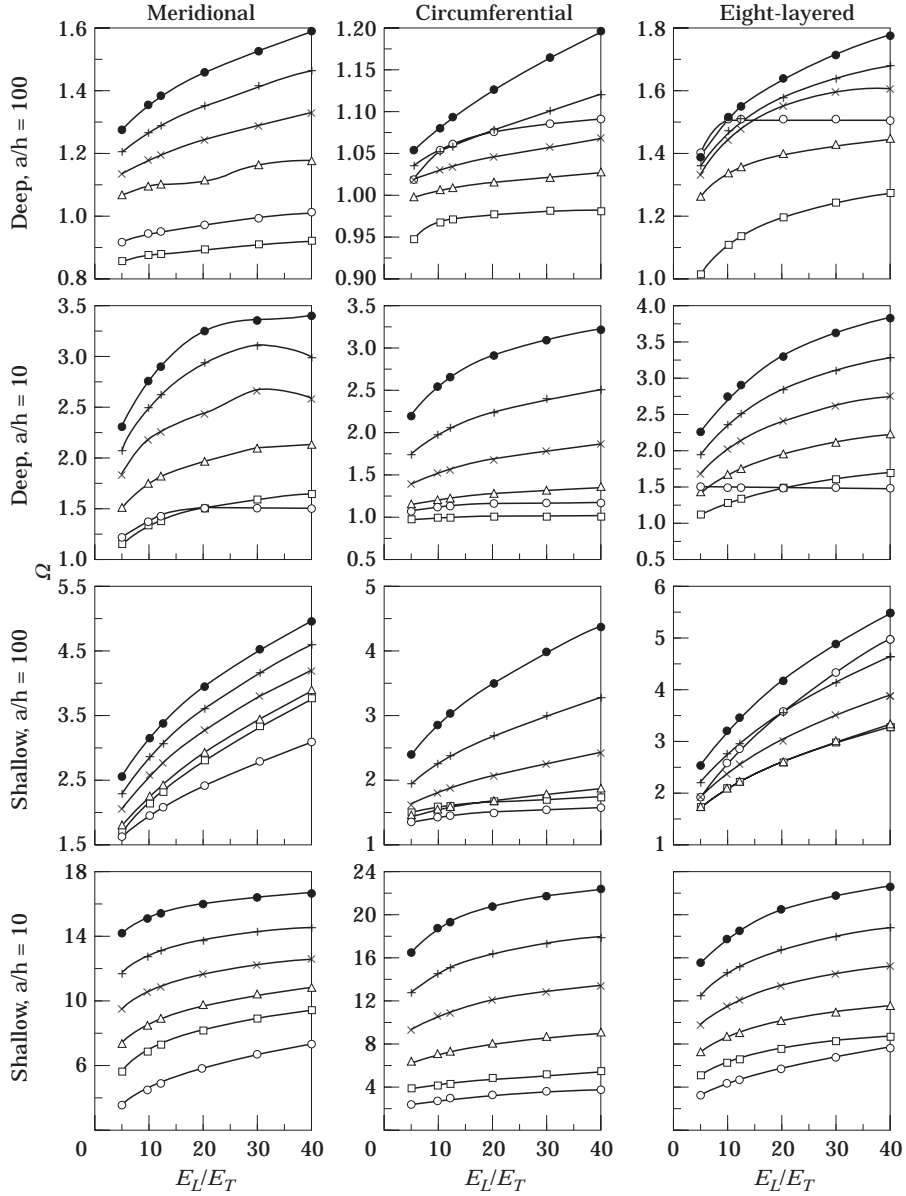 Meridional Circumferential Eight-layered
Deep, a/h = 100
1.6 1.4 1.2 1.0 0.8
1.20 1.15 1.10 1.05 1.00 0.95 0.90
1.8 1.6 1.4 1.2 1.0
Deep, a/h = 10
3.5 3.0 2.5 2.0 1.5 1.0
3.5 3.0 2.5 2.0 1.5 1.0 0.5
4.0 3.5 3.0 2.5 2.0 1.5 1.0 0.5
Ω
Shallow, a/h = 100
5.5 4.5 3.5 2.5 1.5
5 4 3 2 1
6 5 4 3 2 1
Shallow, a/h = 10
18 14 10 6
24 20 16 12 8 4
0 10 20 30 40
0 10 20 30 40
0 10 20 30 40
E_L/E_T E_L/E_T E_L/E_T